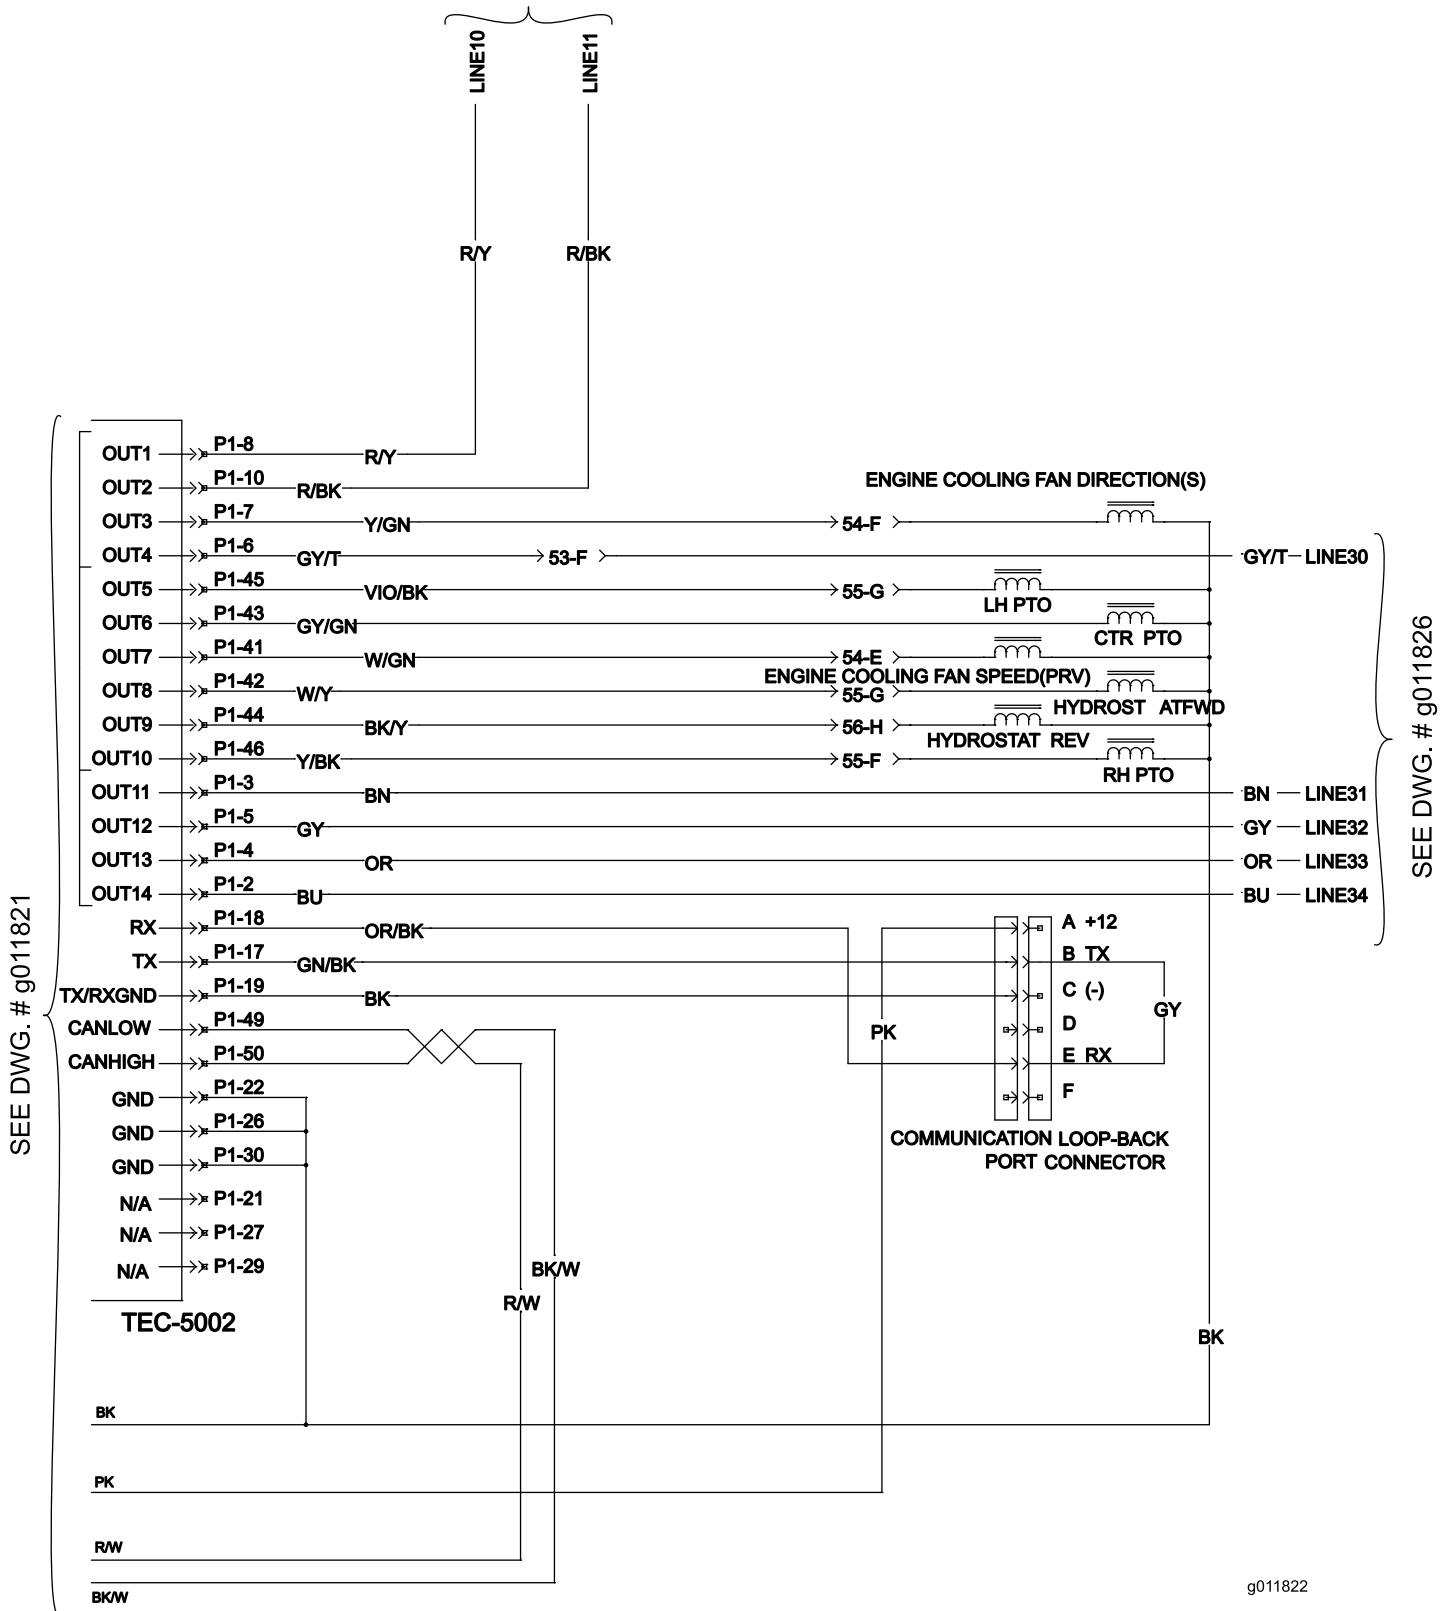 LINE10
LINE11
R/Y
R/BK
OUT1 P1-8 R/Y
OUT2 P1-10 R/BK
ENGINE COOLING FAN DIRECTION(S)
OUT3 P1-7 Y/GN 54-F
OUT4 P1-6 GY/T 53-F GY/T LINE30
OUT5 P1-45 VIO/BK 55-G
LH PTO
OUT6 P1-43 GY/GN
CTR PTO
OUT7 P1-41 W/GN 54-E
ENGINE COOLING FAN SPEED(PRV)
OUT8 P1-42 W/Y 55-G
HYDROST ATFWD
OUT9 P1-44 BK/Y 56-H
HYDROSTAT REV
OUT10 P1-46 Y/BK 55-F
RH PTO
OUT11 P1-3 BN BN LINE31
OUT12 P1-5 GY GY LINE32
OUT13 P1-4 OR OR LINE33
OUT14 P1-2 BU BU LINE34
RX P1-18 OR/BK A +12
TX P1-17 GN/BK B TX
TX/RXGND P1-19 BK C (-)
GY
CANLOW P1-49 PK D
CANHIGH P1-50 E RX
GND P1-22 F
GND P1-26
COMMUNICATION LOOP-BACK
PORT CONNECTOR
GND P1-30
N/A P1-21
N/A P1-27
N/A P1-29
BK/W
R/W
TEC-5002
BK
BK
PK
R/W
BK/W
SEE DWG. # g011821
SEE DWG. # g011826
g011822